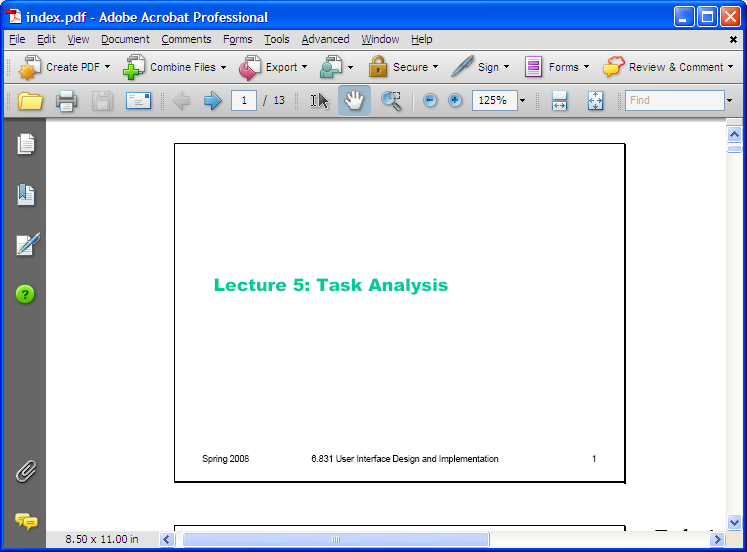 index.pdf - Adobe Acrobat Professional
File Edit View Document Comments Forms Tools Advanced Window Help
Create PDF Combine Files Export Secure Sign Forms Review & Comment
1 / 13 125% Find
Lecture 5: Task Analysis
Spring 2008 6.831 User Interface Design and Implementation 1
8.50 x 11.00 in